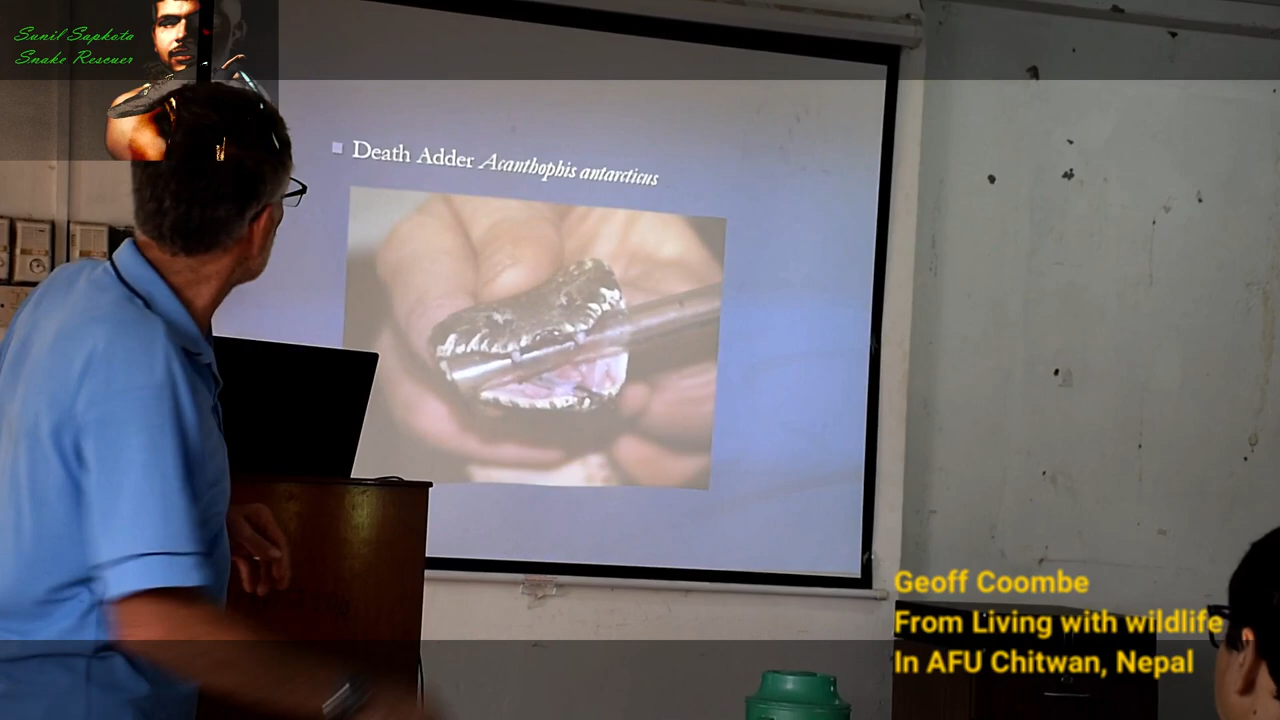 Sunil Sapkota
Snake Rescuer
Death Adder Acanthophis antarcticus
Geoff Coombe
From Living with wildlife
In AFU Chitwan, Nepal